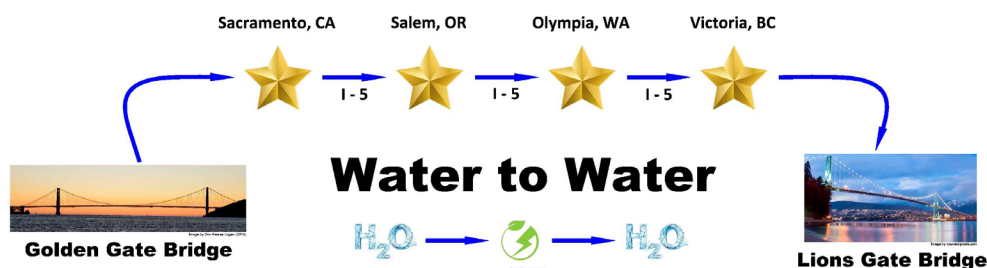 Sacramento, CA
Salem, OR
Olympia, WA
Victoria, BC
I - 5
I - 5
I - 5
Water to Water
H₂O
H₂O
Golden Gate Bridge
Lions Gate Bridge